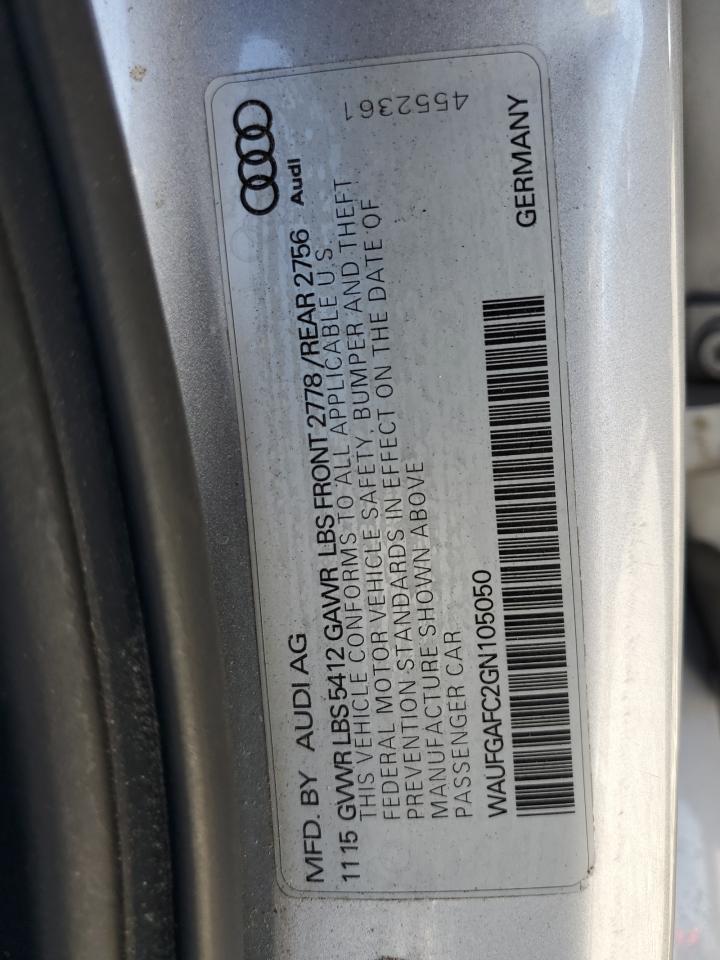 MFD. BY AUDI AG
1115 GVWR LBS 5412 GAWR LBS FRONT 2778 /REAR 2756
Audi
THIS VEHICLE CONFORMS TO ALL APPLICABLE U.S.
FEDERAL MOTOR VEHICLE SAFETY, BUMPER AND THEFT
PREVENTION STANDARDS IN EFFECT ON THE DATE OF
MANUFACTURE SHOWN ABOVE
PASSENGER CAR
4552361
WAUFGAFC2GN105050
GERMANY